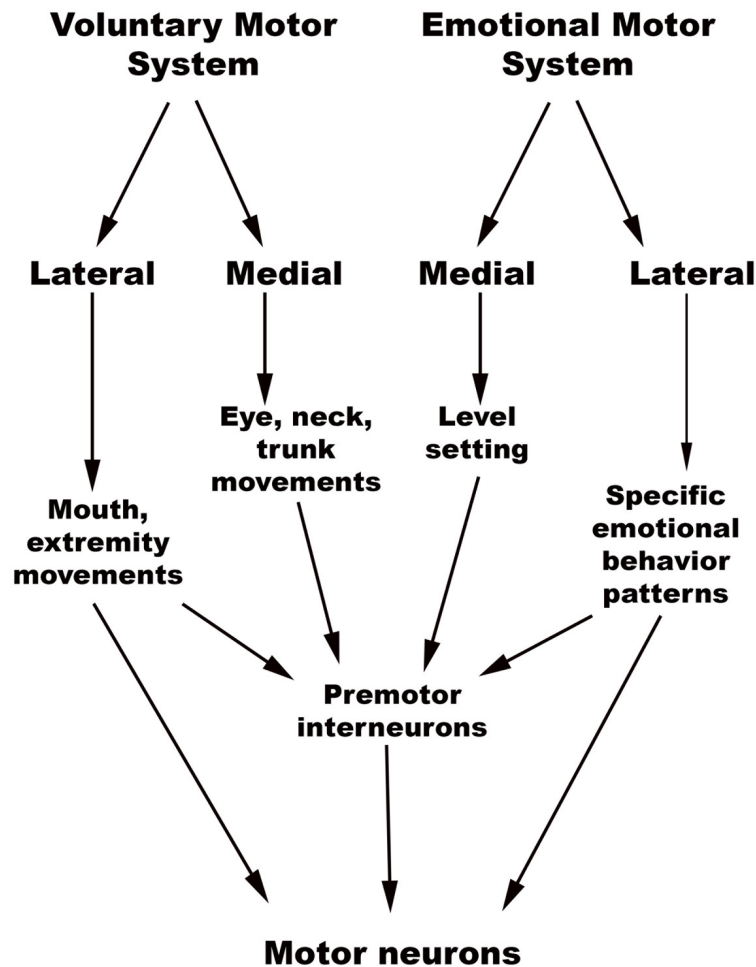 Voluntary Motor
System
Emotional Motor
System
Lateral
Medial
Medial
Lateral
Eye, neck,
trunk
movements
Level
setting
Mouth,
extremity
movements
Specific
emotional
behavior
patterns
Premotor
interneurons
Motor neurons